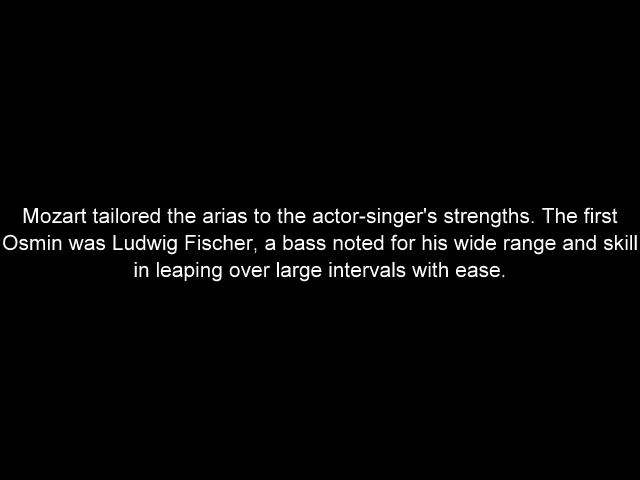 Mozart tailored the arias to the actor-singer's strengths. The first
Osmin was Ludwig Fischer, a bass noted for his wide range and skill
in leaping over large intervals with ease.